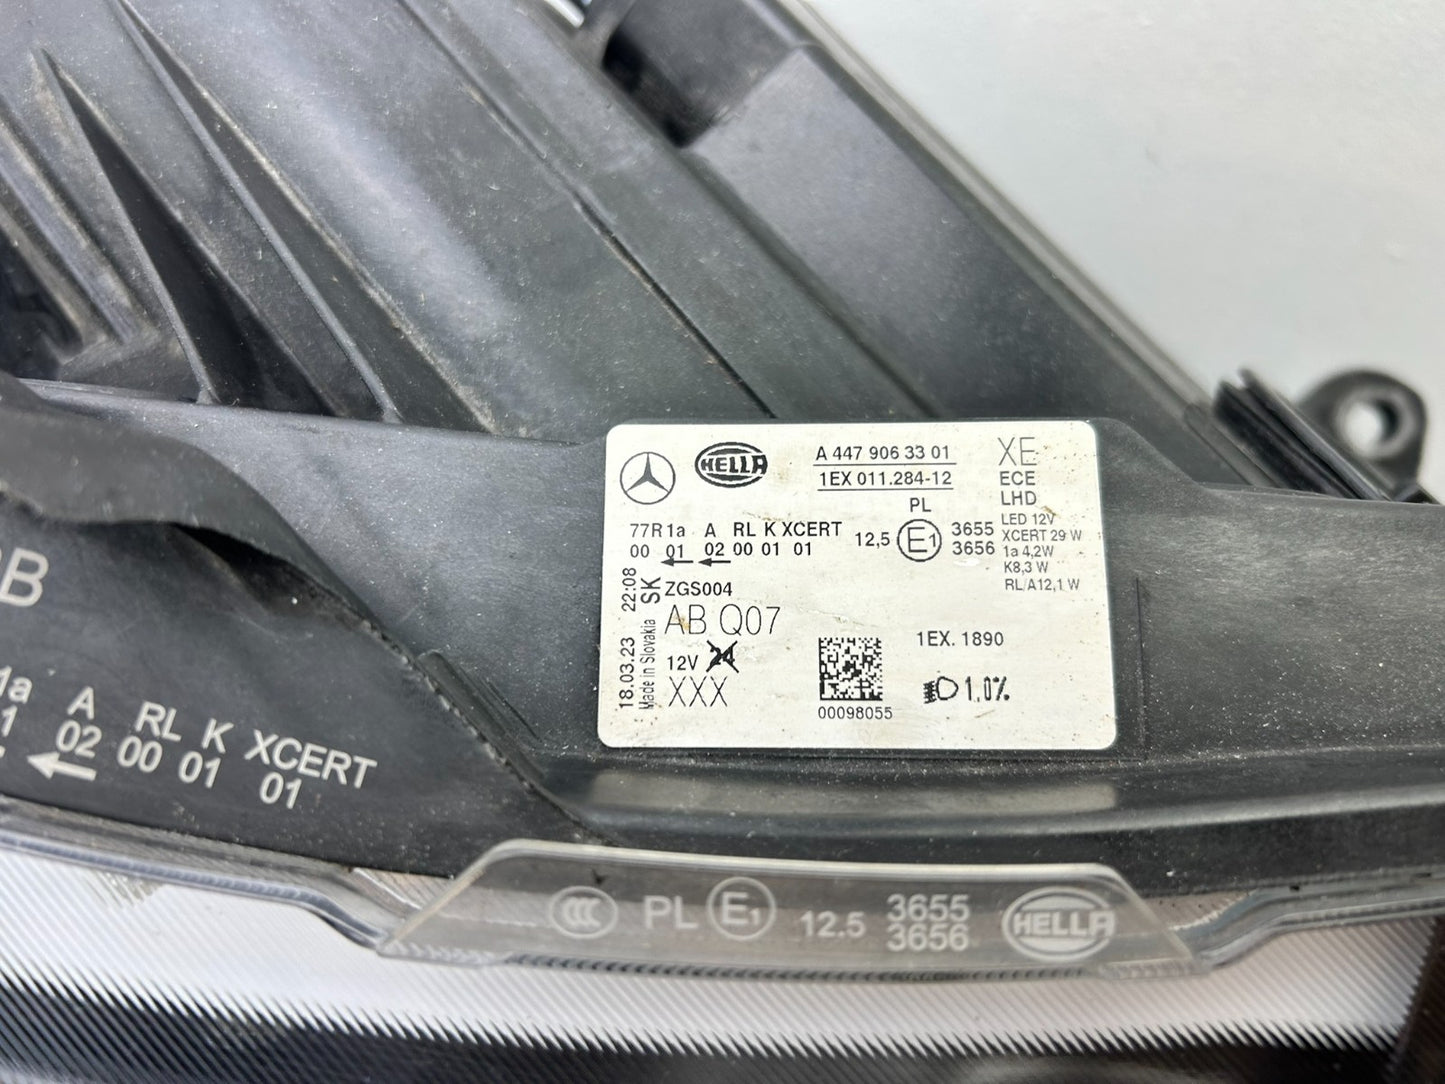 HELLA
A 447 906 33 01
1EX 011.284-12
XE
ECE
LHD
LED 12V
XCERT 29 W
1a 4,2W
K8,3 W
RL/A12,1 W
PL
77R 1a A RL K XCERT
00 01 02 00 01 01
12,5 E1 3655
3656
18.03.23 22:08
Made in Slovakia SK
ZGS004
AB Q07
12V 24
XXX
00098055
1EX. 1890
1,0%
B
1a A RL K XCERT
1 02 00 01 01
CCC PL E1 12.5 3655
3656
HELLA